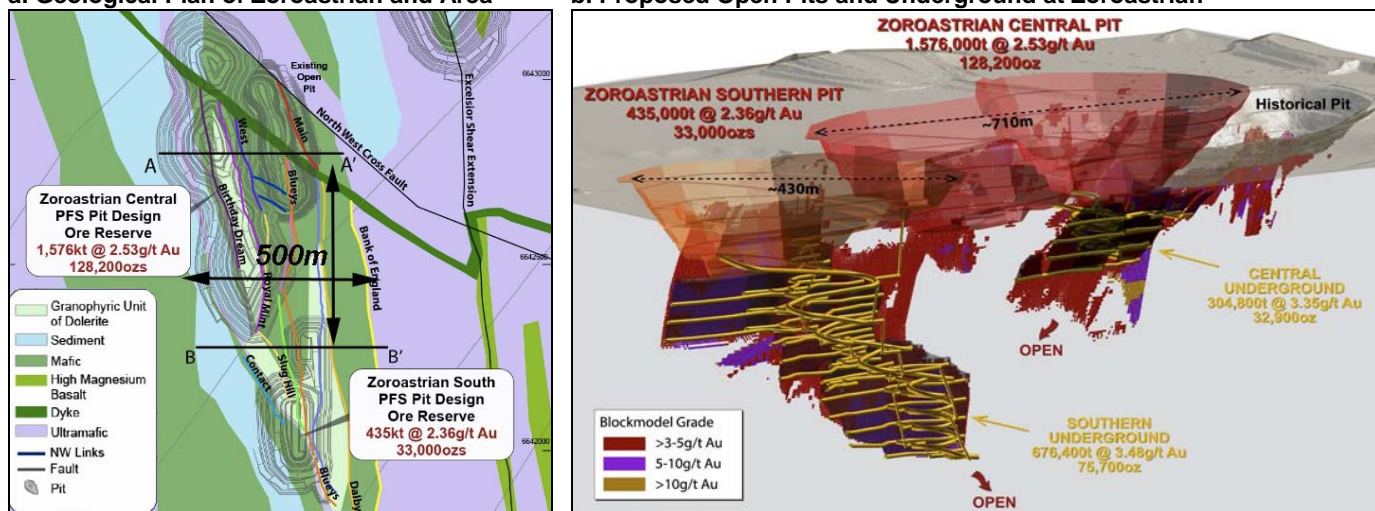 a. Geological Plan of Zoroastrian and Area
b. Proposed Open Pits and Underground at Zoroastrian
Existing
Open
Pit
6643000
North West Cross Fault
Excelsior Shear Extension
West
Main
A
A'
Blueys
Zoroastrian Central
PFS Pit Design
Ore Reserve
1,576kt @ 2.53g/t Au
128,200ozs
Birthday Dream
500m
Royal Mint
Bank of England
6642500
B
B'
Contact
Slug Hill
Zoroastrian South
PFS Pit Design
Ore Reserve
435kt @ 2.36g/t Au
33,000ozs
6642000
Blueys
Dalby
Granophyric Unit
of Dolerite
Sediment
Mafic
High Magnesium
Basalt
Dyke
Ultramafic
NW Links
Fault
Pit
ZOROASTRIAN CENTRAL PIT
1.576,000t @ 2.53g/t Au
128,200oz
ZOROASTRIAN SOUTHERN PIT
435,000t @ 2.36g/t Au
33,000ozs
Historical Pit
~710m
~430m
CENTRAL
UNDERGROUND
304,800t @ 3.35g/t Au
32,900oz
OPEN
SOUTHERN
UNDERGROUND
676,400t @ 3.48g/t Au
75,700oz
OPEN
Blockmodel Grade
>3-5g/t Au
5-10g/t Au
>10g/t Au